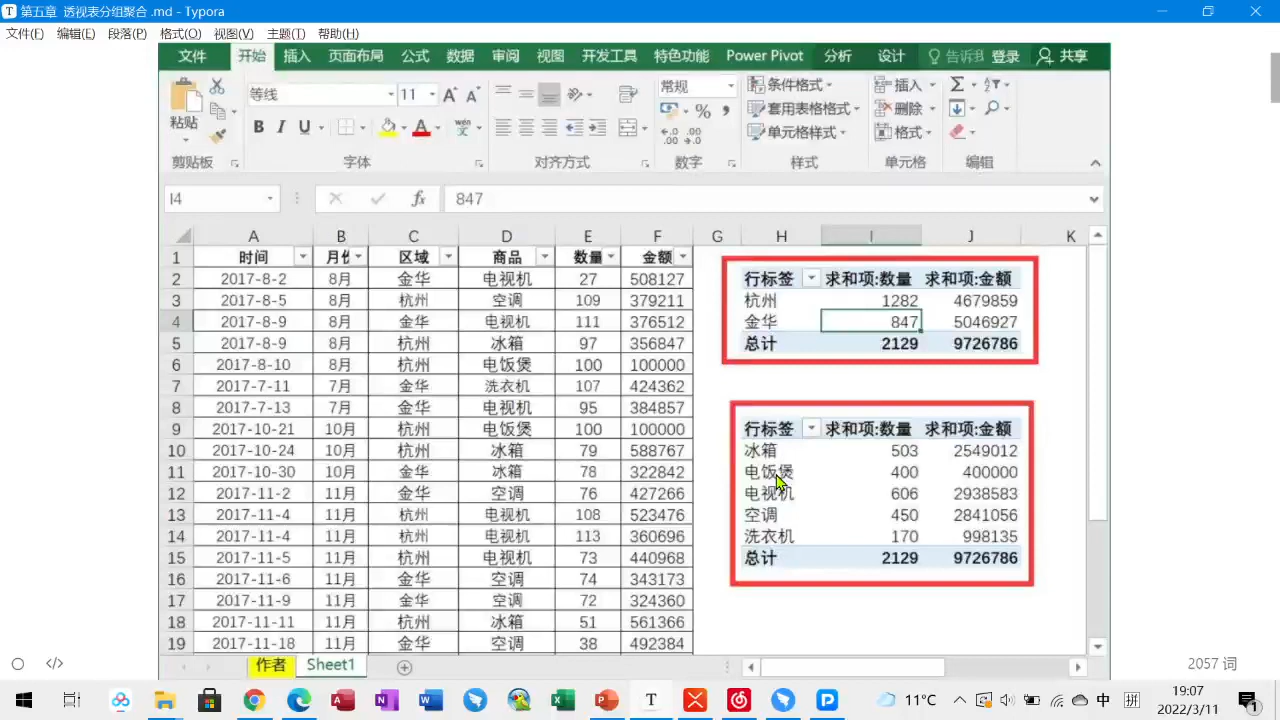 第五章 透视表分组聚合 .md - Typora
文件(F) 编辑(E) 段落(P) 格式(O) 视图(V) 主题(T) 帮助(H)
文件 开始 插入 页面布局 公式 数据 审阅 视图 开发工具 特色功能 Power Pivot 分析 设计 告诉我 登录 共享
粘贴 等线 11 常规 条件格式 插入
B I U A wén % 套用表格格式 删除
单元格样式 格式
剪贴板 字体 对齐方式 数字 样式 单元格 编辑
I4 fx 847
A B C D E F G H I J K
1 时间 月份 区域 商品 数量 金额
2 2017-8-2 8月 金华 电视机 27 508127 行标签 求和项:数量 求和项:金额
3 2017-8-5 8月 杭州 空调 109 379211 杭州 1282 4679859
4 2017-8-9 8月 金华 电视机 111 376512 金华 847 5046927
5 2017-8-9 8月 杭州 冰箱 97 356847 总计 2129 9726786
6 2017-8-10 8月 杭州 电饭煲 100 100000
7 2017-7-11 7月 金华 洗衣机 107 424362
8 2017-7-13 7月 金华 电视机 95 384857
9 2017-10-21 10月 杭州 电饭煲 100 100000 行标签 求和项:数量 求和项:金额
10 2017-10-24 10月 杭州 冰箱 79 588767 冰箱 503 2549012
11 2017-10-30 10月 金华 冰箱 78 322842 电饭煲 400 400000
12 2017-11-2 11月 金华 空调 76 427266 电视机 606 2938583
13 2017-11-4 11月 杭州 电视机 108 523476 空调 450 2841056
14 2017-11-4 11月 杭州 电视机 113 360696 洗衣机 170 998135
15 2017-11-5 11月 杭州 电视机 73 440968 总计 2129 9726786
16 2017-11-6 11月 金华 空调 74 343173
17 2017-11-9 11月 金华 空调 72 324360
18 2017-11-11 11月 杭州 冰箱 51 561366
19 2017-11-18 11月 金华 空调 38 492384
作者 Sheet1
2057 词
11°C 中 拼 19:07
2022/3/11 1